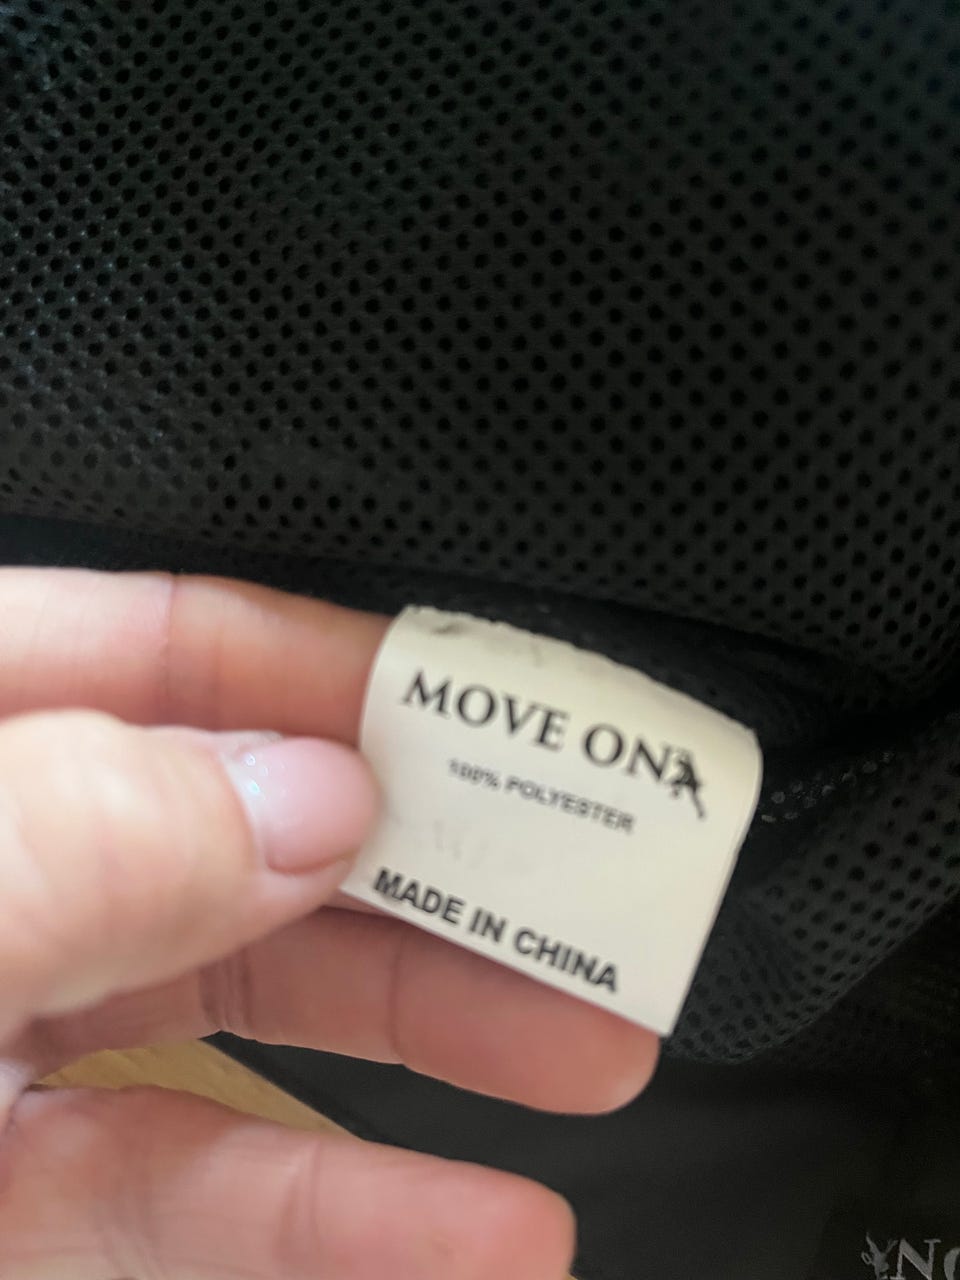 MOVE ON
100% POLYESTER
MADE IN CHINA